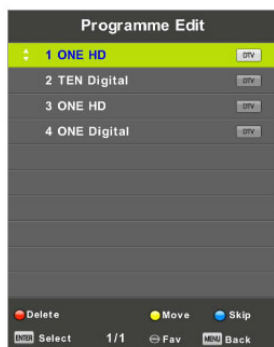 Programme Edit
1 ONE HD DTV
2 TEN Digital DTV
3 ONE HD DTV
4 ONE Digital DTV
Delete Move Skip
ENTER Select 1/1 Fav MENU Back